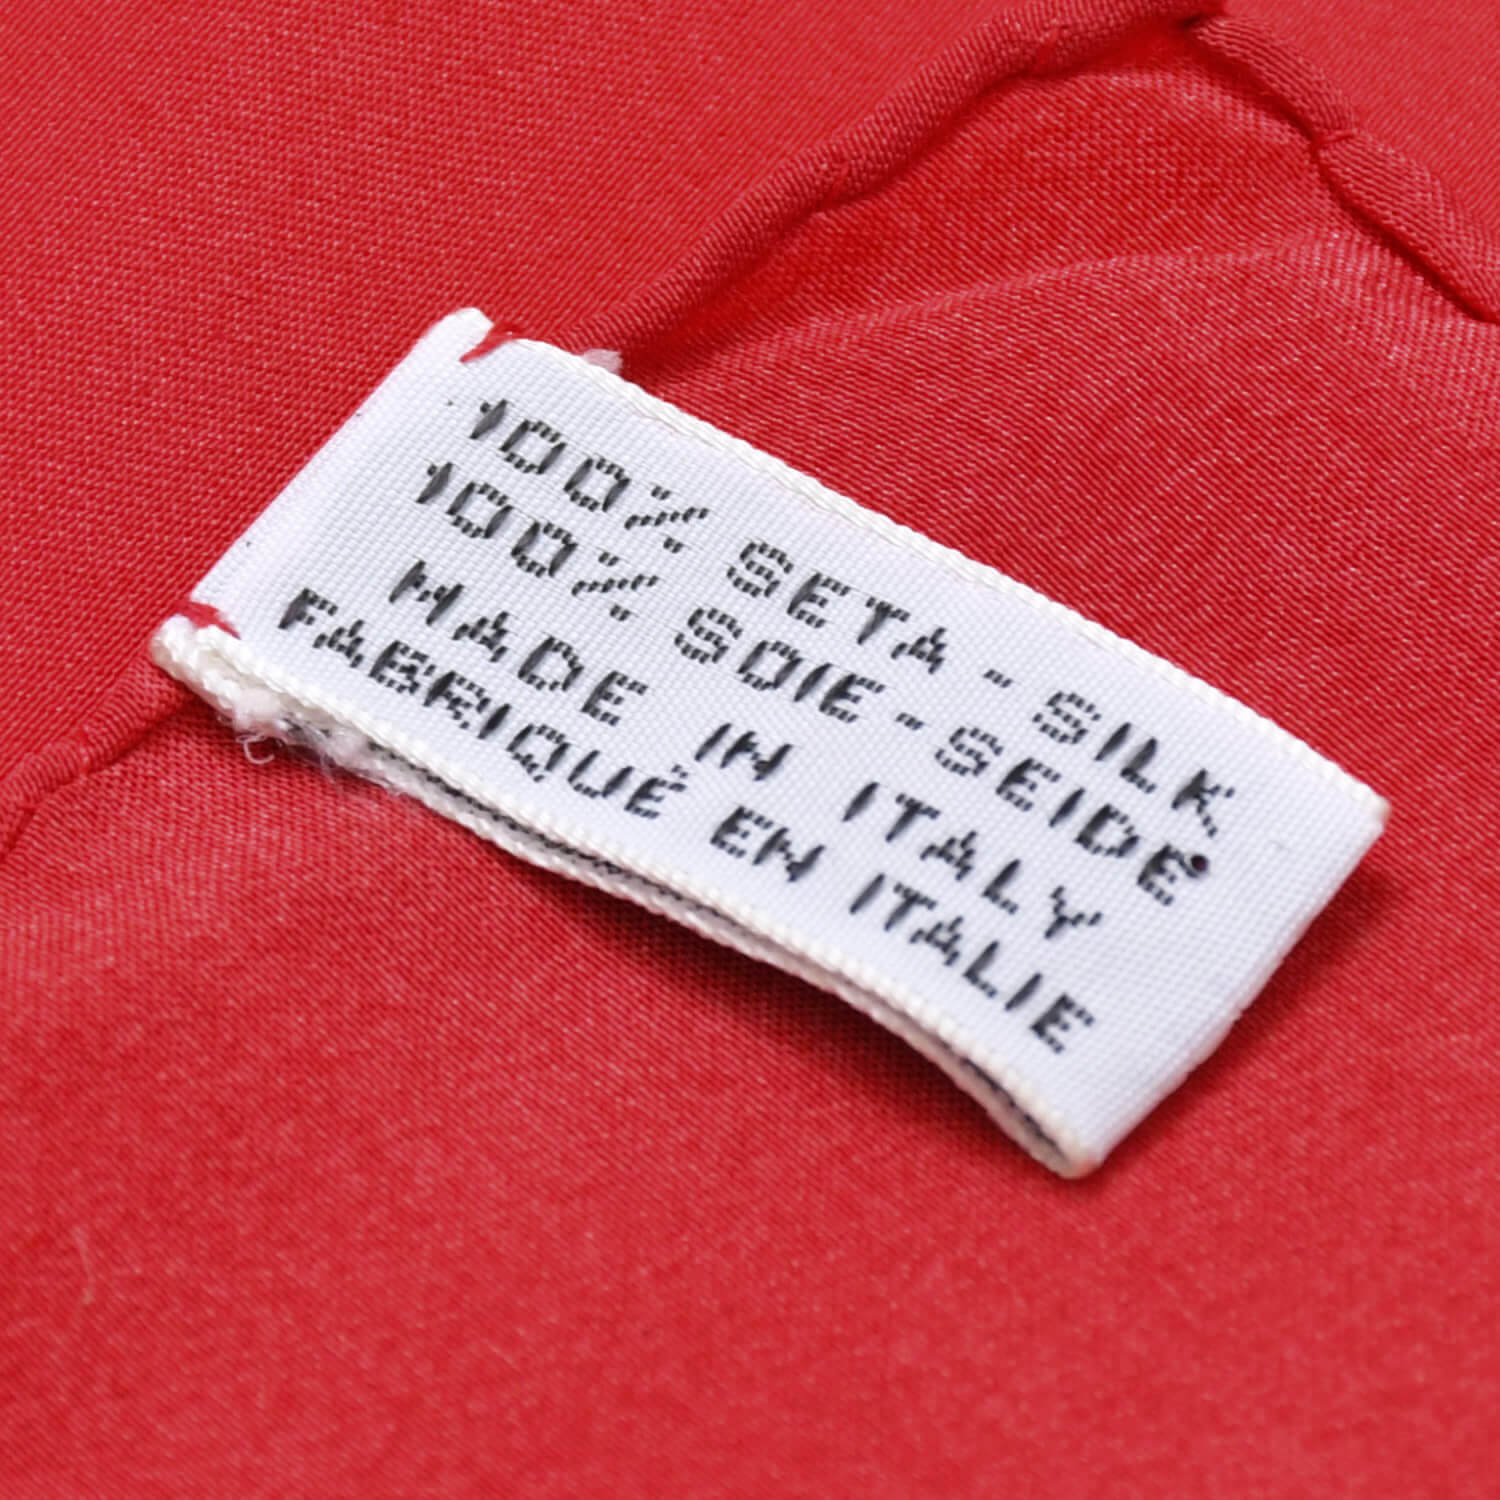 100% SETA - SILK
100% SOIE - SEIDE
MADE IN ITALY
FABRIQUÉ EN ITALIE